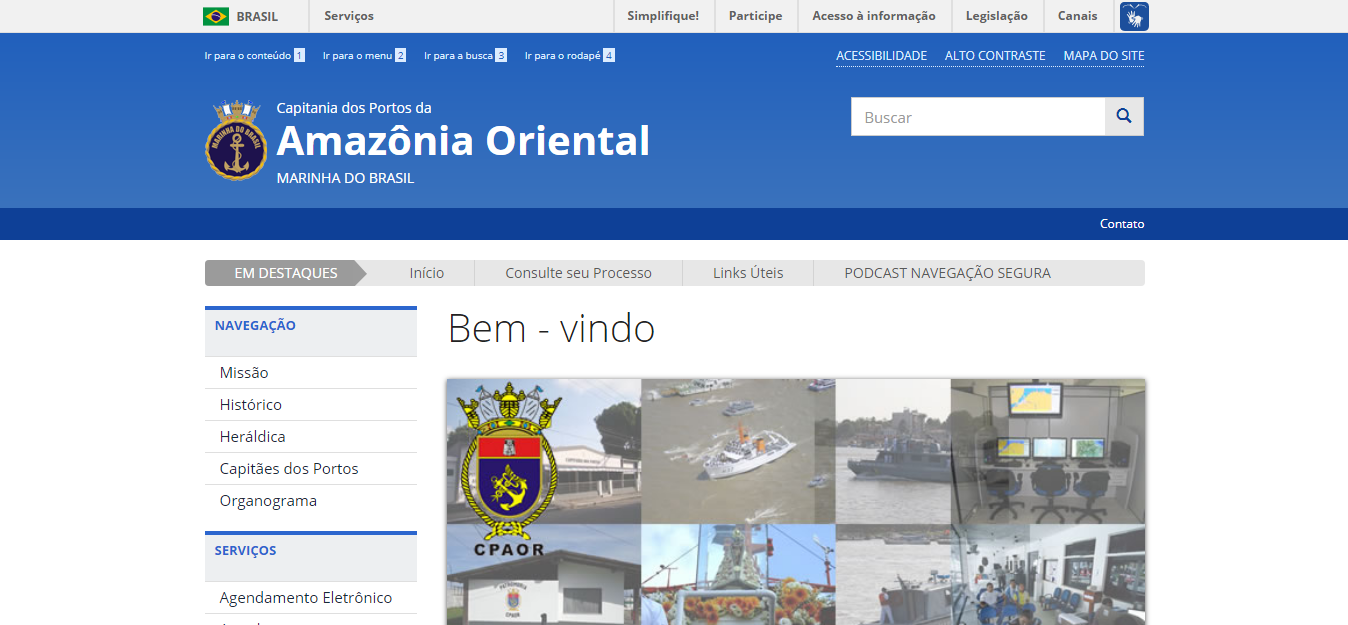 BRASIL Serviços Simplifique! Participe Acesso à informação Legislação Canais
Ir para o conteúdo 1 Ir para o menu 2 Ir para a busca 3 Ir para o rodapé 4
ACESSIBILIDADE ALTO CONTRASTE MAPA DO SITE
Capitania dos Portos da
Amazônia Oriental
MARINHA DO BRASIL
MARINHA DO BRASIL
Buscar
Contato
EM DESTAQUES Início Consulte seu Processo Links Úteis PODCAST NAVEGAÇÃO SEGURA
NAVEGAÇÃO
Missão
Histórico
Heráldica
Capitães dos Portos
Organograma
SERVIÇOS
Agendamento Eletrônico
Bem - vindo
CPAOR
CPAOR